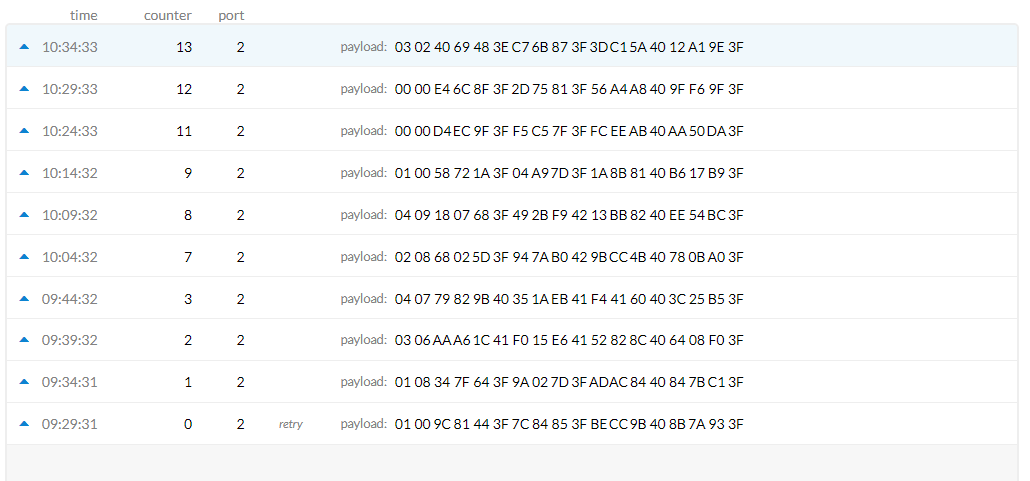 time counter port
10:34:33 13 2 payload: 03 02 40 69 48 3E C7 6B 87 3F 3D C1 5A 40 12 A1 9E 3F
10:29:33 12 2 payload: 00 00 E4 6C 8F 3F 2D 75 81 3F 56 A4 A8 40 9F F6 9F 3F
10:24:33 11 2 payload: 00 00 D4 EC 9F 3F F5 C5 7F 3F FC EE AB 40 AA 50 DA 3F
10:14:32 9 2 payload: 01 00 58 72 1A 3F 04 A9 7D 3F 1A 8B 81 40 B6 17 B9 3F
10:09:32 8 2 payload: 04 09 18 07 68 3F 49 2B F9 42 13 BB 82 40 EE 54 BC 3F
10:04:32 7 2 payload: 02 08 68 02 5D 3F 94 7A B0 42 9B CC 4B 40 78 0B A0 3F
09:44:32 3 2 payload: 04 07 79 82 9B 40 35 1A EB 41 F4 41 60 40 3C 25 B5 3F
09:39:32 2 2 payload: 03 06 AA A6 1C 41 F0 15 E6 41 52 82 8C 40 64 08 F0 3F
09:34:31 1 2 payload: 01 08 34 7F 64 3F 9A 02 7D 3F AD AC 84 40 84 7B C1 3F
09:29:31 0 2 retry payload: 01 00 9C 81 44 3F 7C 84 85 3F BE CC 9B 40 8B 7A 93 3F